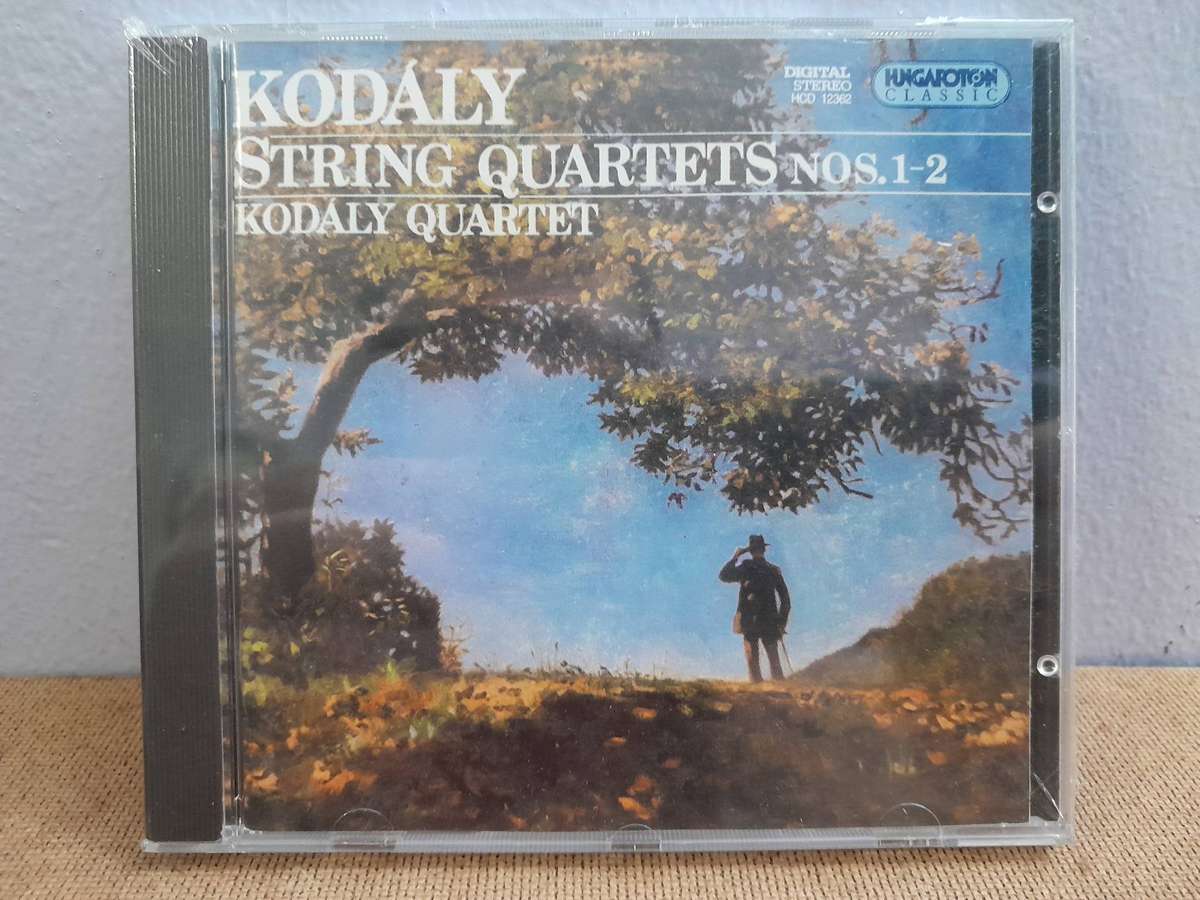 KODÁLY
DIGITAL
STEREO
HCD 12362
HUNGAROTON
CLASSIC
STRING QUARTETS NOS. 1-2
KODÁLY QUARTET